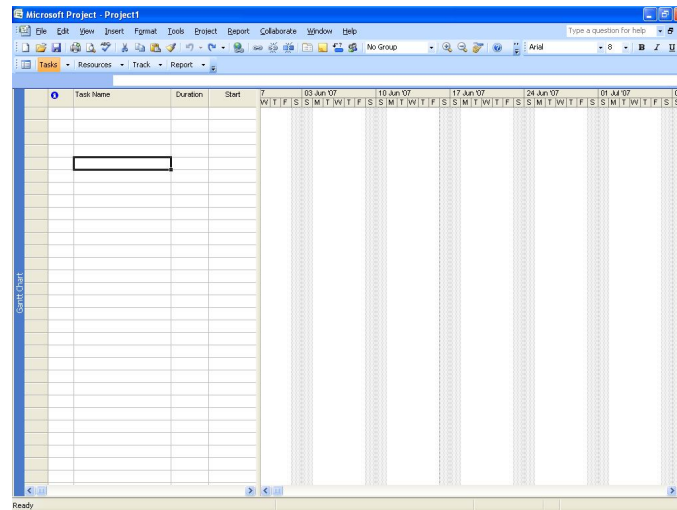 Microsoft Project - Project1
File Edit View Insert Format Tools Project Report Collaborate Window Help Type a question for help
No Group Arial 8 B I U
Tasks Resources Track Report
Task Name Duration Start 7 03 Jun '07 10 Jun '07 17 Jun '07 24 Jun '07 01 Jul '07
W T F S S M T W T F S S M T W T F S S M T W T F S S M T W T F S S M T W T F S S
Gantt Chart
Ready